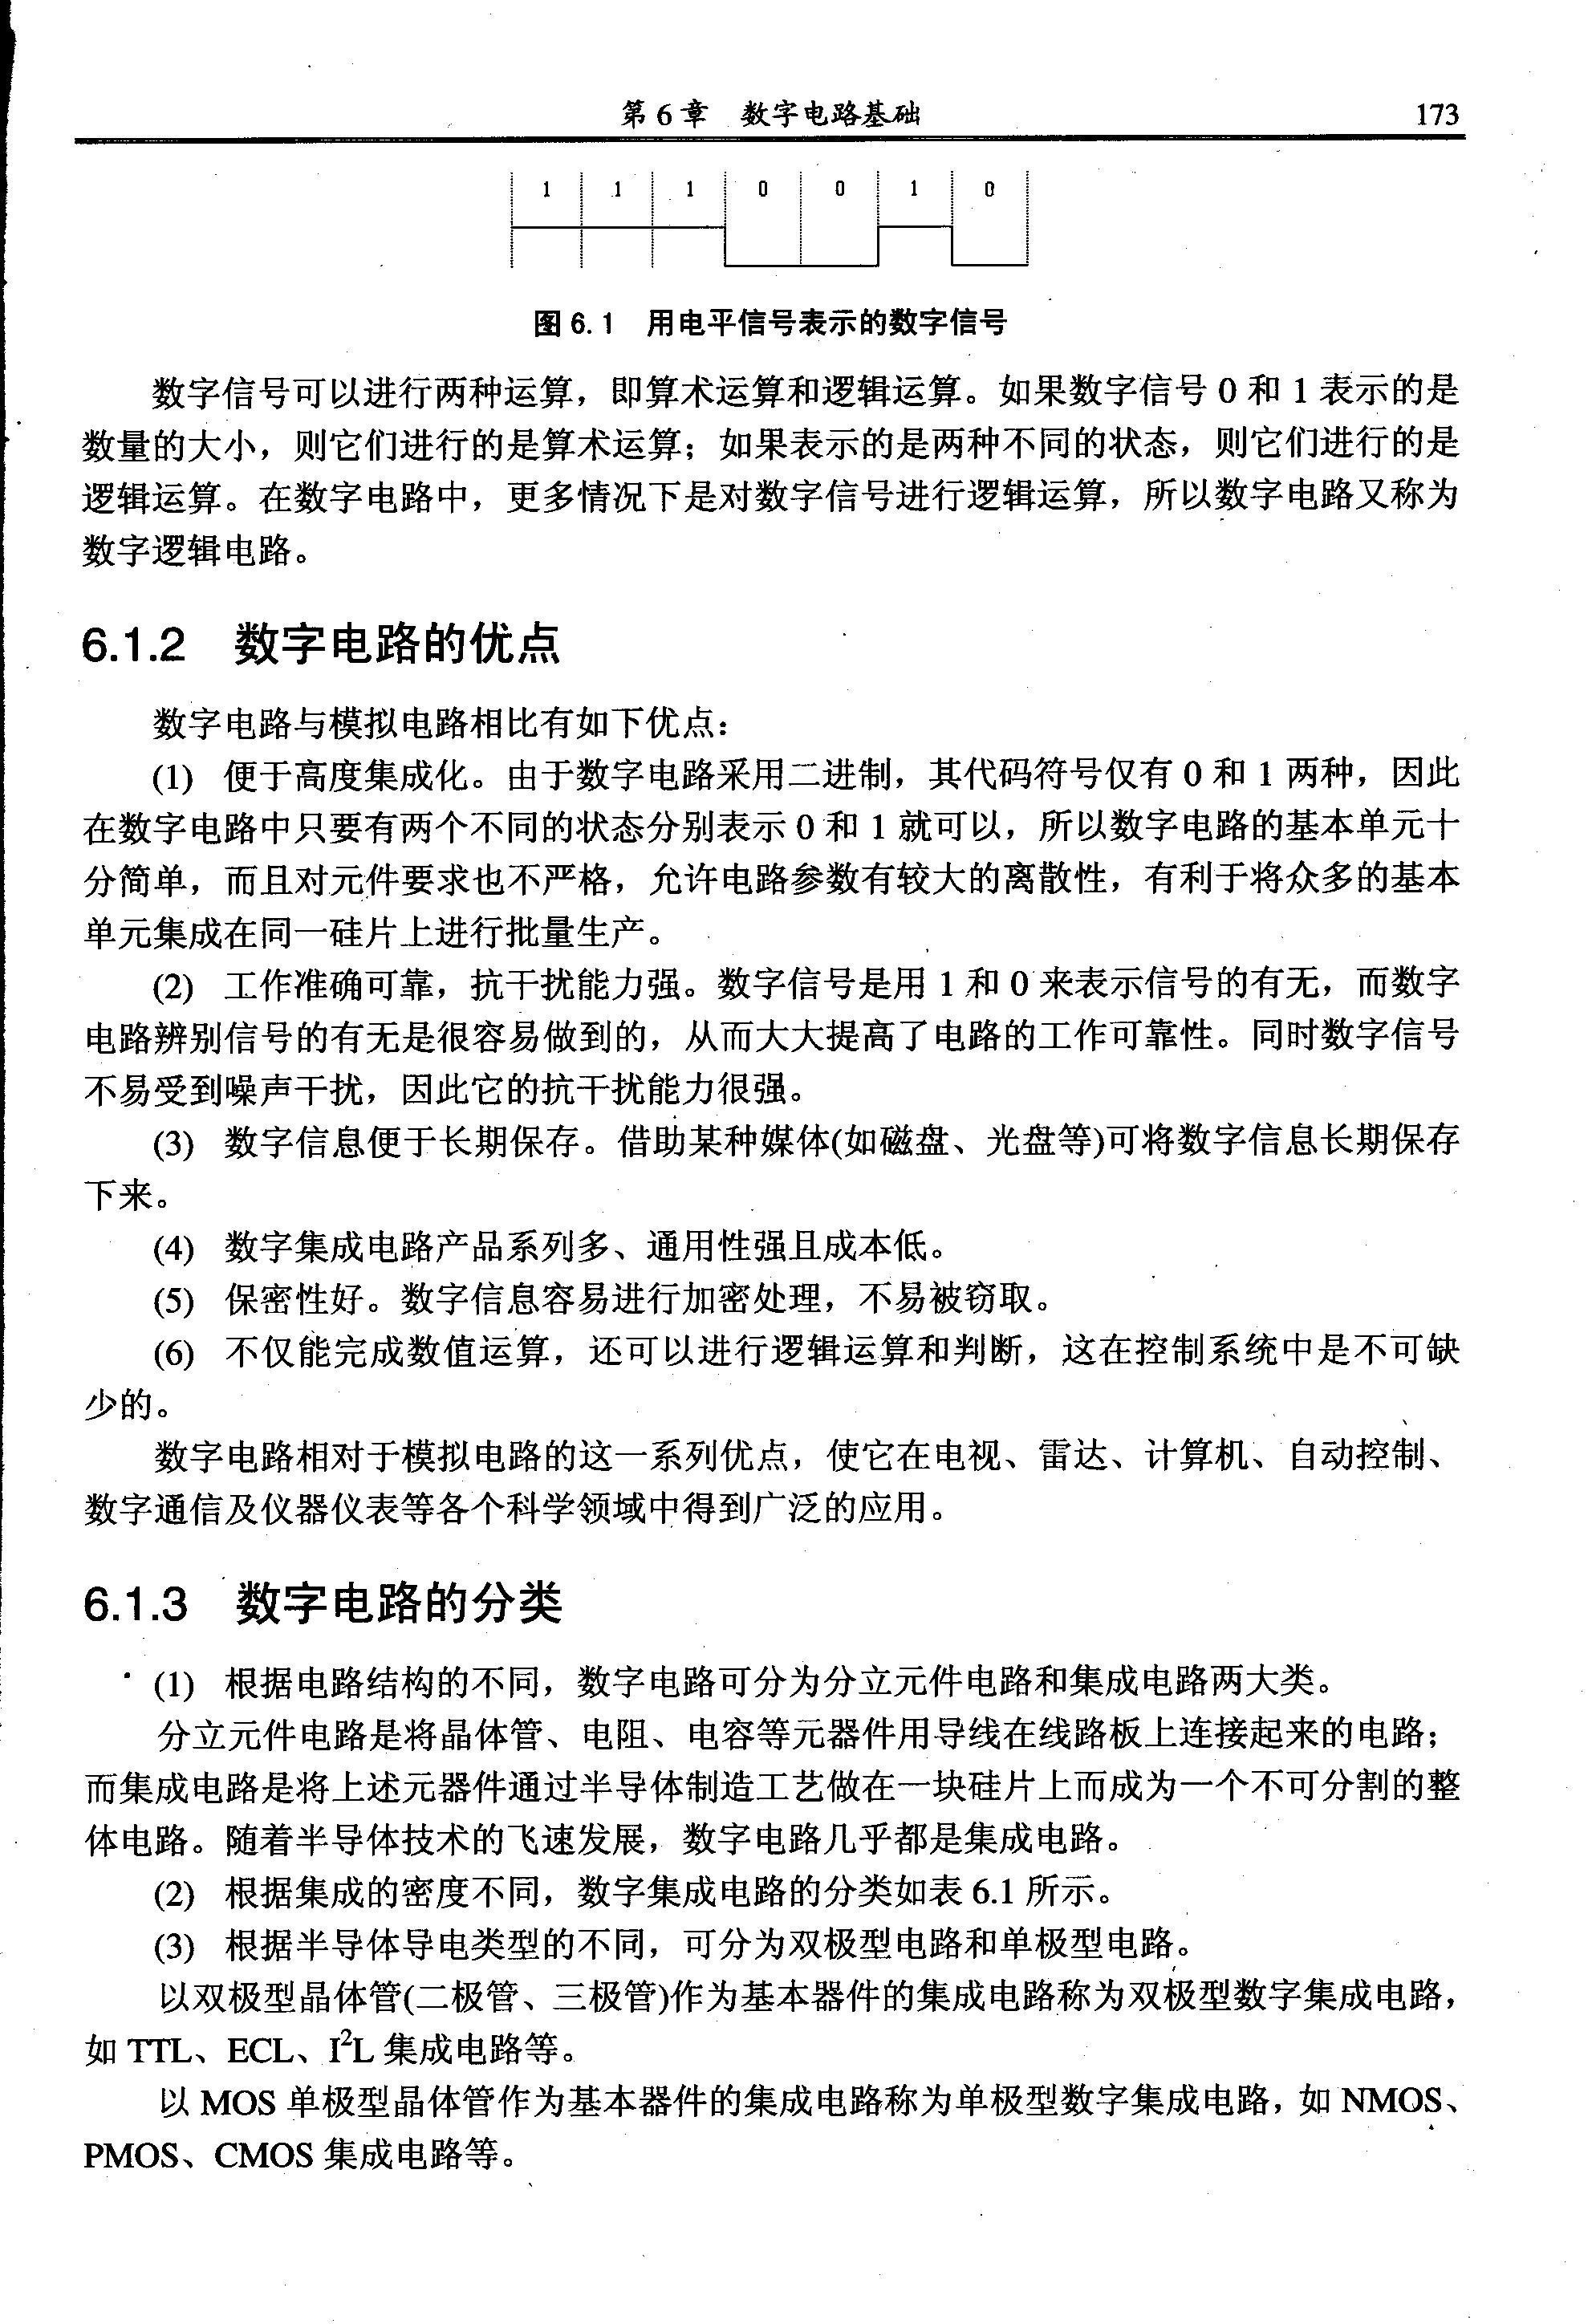 第 6 章 数字电路基础 173
1 1 1 0 0 1 0
图 6.1 用电平信号表示的数字信号
数字信号可以进行两种运算，即算术运算和逻辑运算。如果数字信号 0 和 1 表示的是
数量的大小，则它们进行的是算术运算；如果表示的是两种不同的状态，则它们进行的是
逻辑运算。在数字电路中，更多情况下是对数字信号进行逻辑运算，所以数字电路又称为
数字逻辑电路。
6.1.2 数字电路的优点
数字电路与模拟电路相比有如下优点：
(1) 便于高度集成化。由于数字电路采用二进制，其代码符号仅有 0 和 1 两种，因此
在数字电路中只要有两个不同的状态分别表示 0 和 1 就可以，所以数字电路的基本单元十
分简单，而且对元件要求也不严格，允许电路参数有较大的离散性，有利于将众多的基本
单元集成在同一硅片上进行批量生产。
(2) 工作准确可靠，抗干扰能力强。数字信号是用 1 和 0 来表示信号的有无，而数字
电路辨别信号的有无是很容易做到的，从而大大提高了电路的工作可靠性。同时数字信号
不易受到噪声干扰，因此它的抗干扰能力很强。
(3) 数字信息便于长期保存。借助某种媒体(如磁盘、光盘等)可将数字信息长期保存
下来。
(4) 数字集成电路产品系列多、通用性强且成本低。
(5) 保密性好。数字信息容易进行加密处理，不易被窃取。
(6) 不仅能完成数值运算，还可以进行逻辑运算和判断，这在控制系统中是不可缺
少的。
数字电路相对于模拟电路的这一系列优点，使它在电视、雷达、计算机、自动控制、
数字通信及仪器仪表等各个科学领域中得到广泛的应用。
6.1.3 数字电路的分类
(1) 根据电路结构的不同，数字电路可分为分立元件电路和集成电路两大类。
分立元件电路是将晶体管、电阻、电容等元器件用导线在线路板上连接起来的电路；
而集成电路是将上述元器件通过半导体制造工艺做在一块硅片上而成为一个不可分割的整
体电路。随着半导体技术的飞速发展，数字电路几乎都是集成电路。
(2) 根据集成的密度不同，数字集成电路的分类如表 6.1 所示。
(3) 根据半导体导电类型的不同，可分为双极型电路和单极型电路。
以双极型晶体管(二极管、三极管)作为基本器件的集成电路称为双极型数字集成电路，
如 TTL、ECL、I²L 集成电路等。
以 MOS 单极型晶体管作为基本器件的集成电路称为单极型数字集成电路，如 NMOS、
PMOS、CMOS 集成电路等。